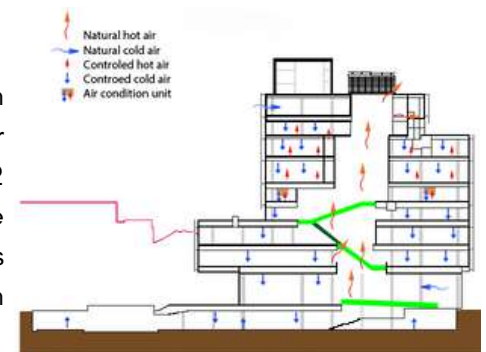 Natural hot air
Natural cold air
Controled hot air
Controed cold air
Air condition unit